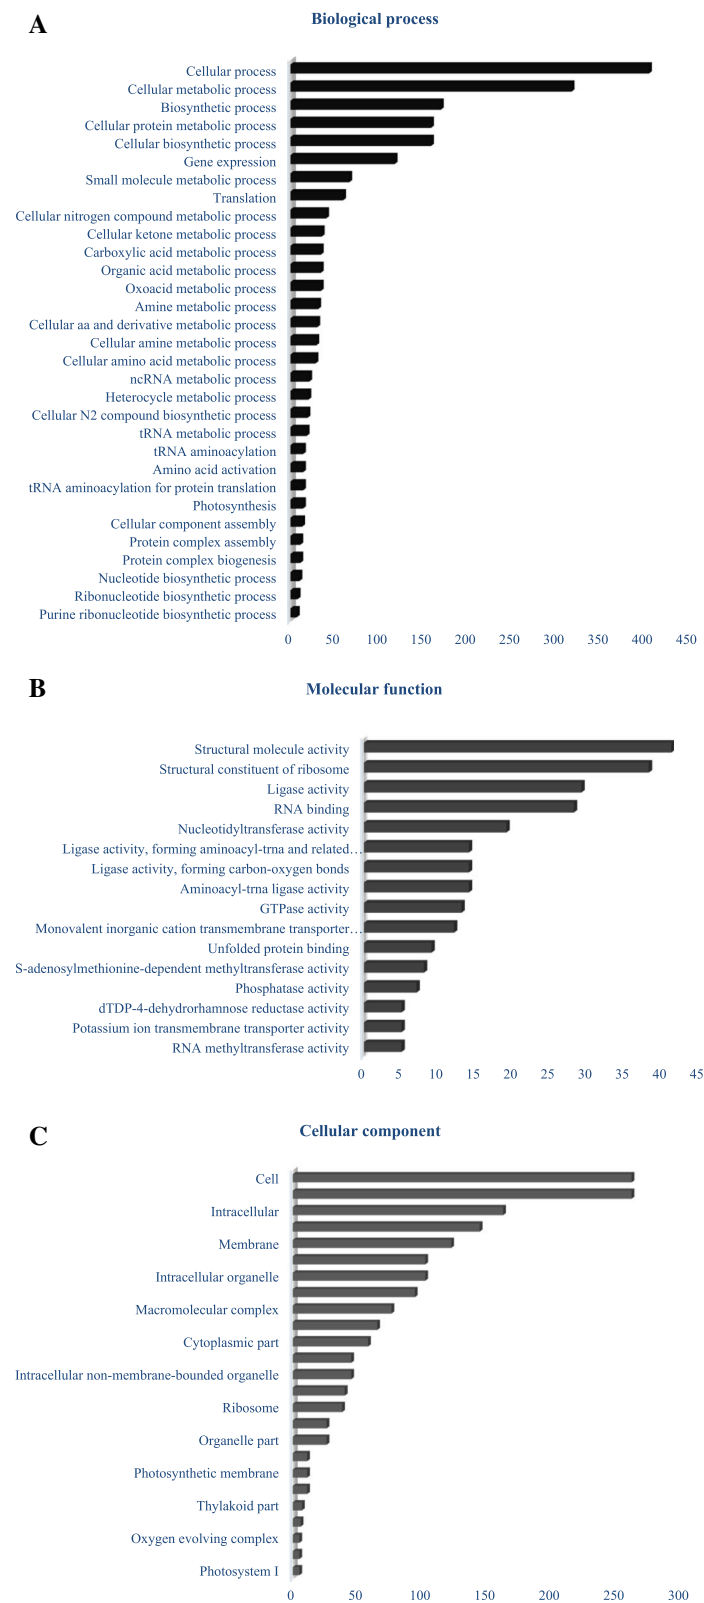 A
Biological process
Cellular process
Cellular metabolic process
Biosynthetic process
Cellular protein metabolic process
Cellular biosynthetic process
Gene expression
Small molecule metabolic process
Translation
Cellular nitrogen compound metabolic process
Cellular ketone metabolic process
Carboxylic acid metabolic process
Organic acid metabolic process
Oxoacid metabolic process
Amine metabolic process
Cellular aa and derivative metabolic process
Cellular amine metabolic process
Cellular amino acid metabolic process
ncRNA metabolic process
Heterocycle metabolic process
Cellular N2 compound biosynthetic process
tRNA metabolic process
tRNA aminoacylation
Amino acid activation
tRNA aminoacylation for protein translation
Photosynthesis
Cellular component assembly
Protein complex assembly
Protein complex biogenesis
Nucleotide biosynthetic process
Ribonucleotide biosynthetic process
Purine ribonucleotide biosynthetic process
0 50 100 150 200 250 300 350 400 450
B
Molecular function
Structural molecule activity
Structural constituent of ribosome
Ligase activity
RNA binding
Nucleotidyltransferase activity
Ligase activity, forming aminoacyl-trna and related…
Ligase activity, forming carbon-oxygen bonds
Aminoacyl-trna ligase activity
GTPase activity
Monovalent inorganic cation transmembrane transporter…
Unfolded protein binding
S-adenosylmethionine-dependent methyltransferase activity
Phosphatase activity
dTDP-4-dehydrorhamnose reductase activity
Potassium ion transmembrane transporter activity
RNA methyltransferase activity
0 5 10 15 20 25 30 35 40 45
C
Cellular component
Cell
Intracellular
Membrane
Intracellular organelle
Macromolecular complex
Cytoplasmic part
Intracellular non-membrane-bounded organelle
Ribosome
Organelle part
Photosynthetic membrane
Thylakoid part
Oxygen evolving complex
Photosystem I
0 50 100 150 200 250 300